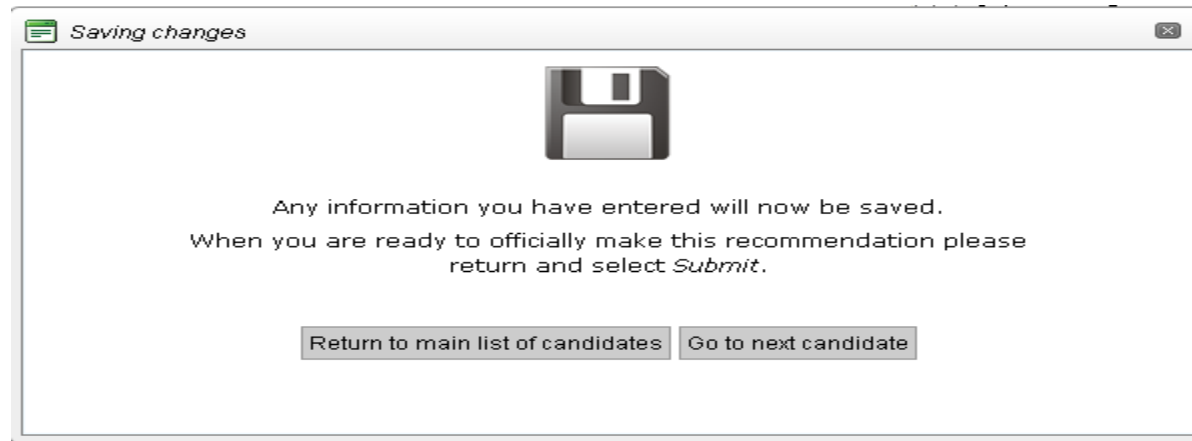 Saving changes
Any information you have entered will now be saved.
When you are ready to officially make this recommendation please
return and select Submit.
Return to main list of candidates Go to next candidate